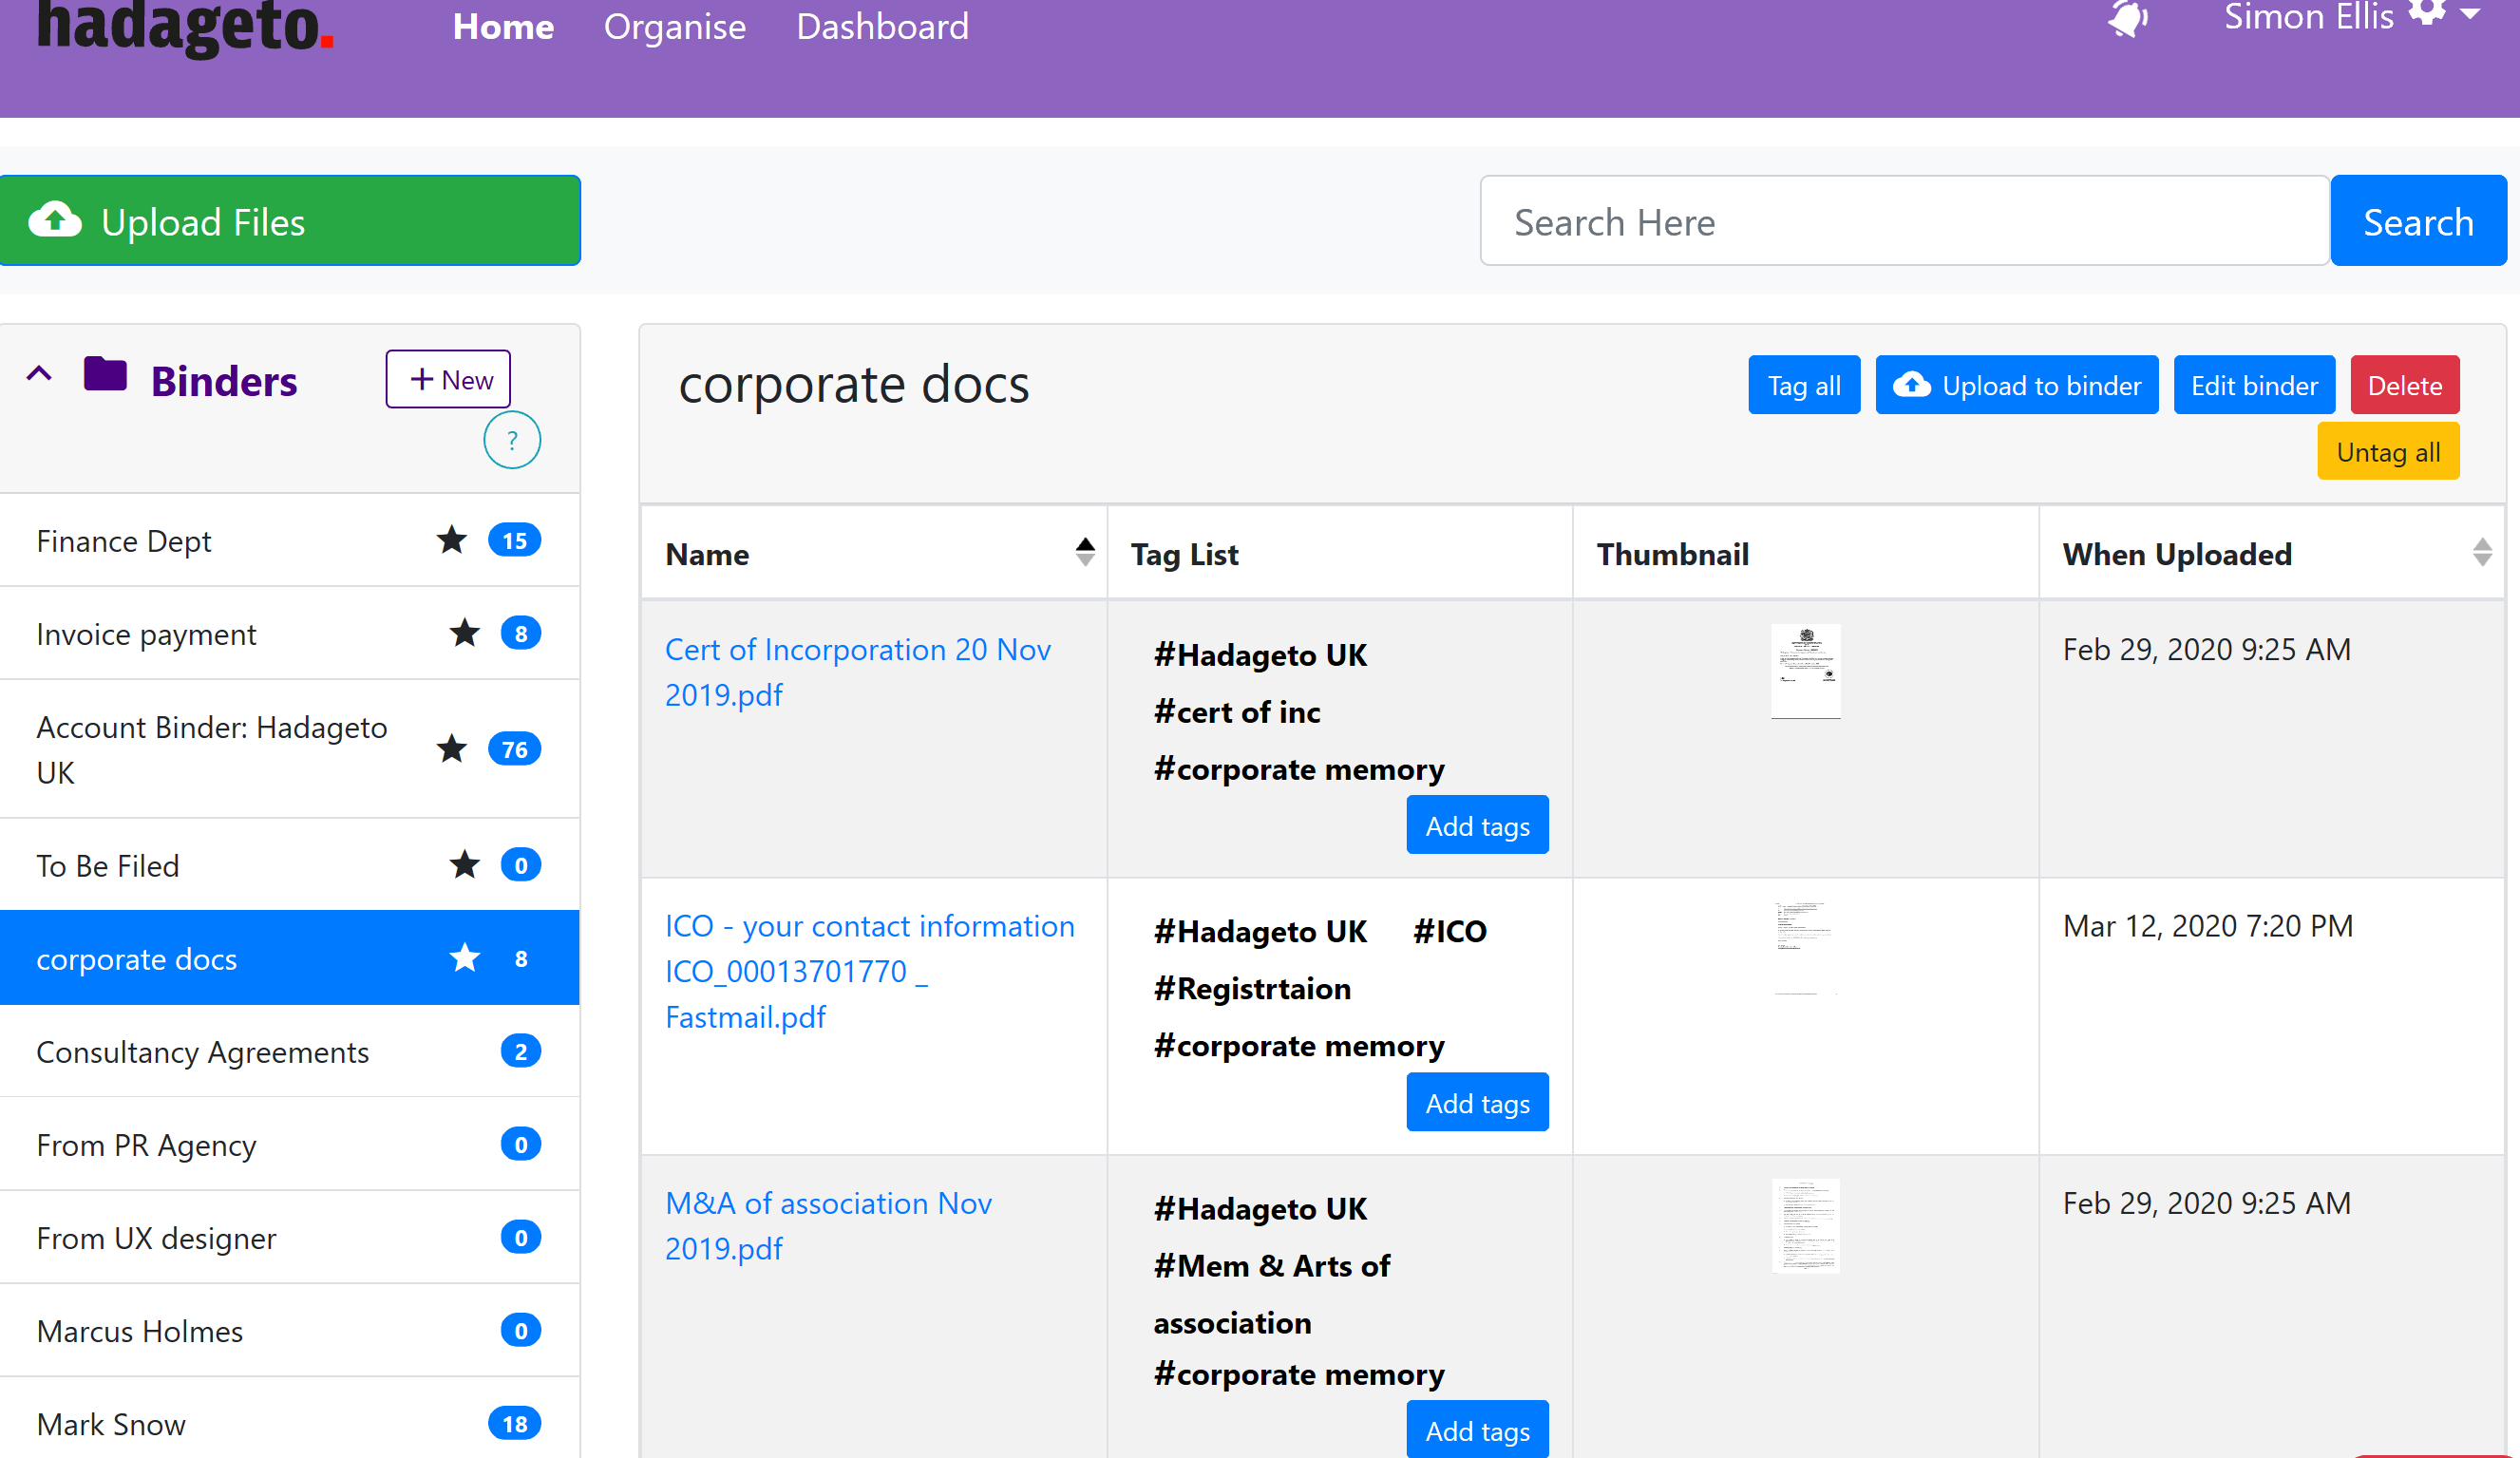 hadageto.
Home Organise Dashboard
Simon Ellis
Upload Files
Search Here
Search
Binders
+ New
?
Finance Dept 15
Invoice payment 8
Account Binder: Hadageto
UK 76
To Be Filed 0
corporate docs 8
Consultancy Agreements 2
From PR Agency 0
From UX designer 0
Marcus Holmes 0
Mark Snow 18
corporate docs
Tag all
Upload to binder
Edit binder
Delete
Untag all
Name Tag List Thumbnail When Uploaded
Cert of Incorporation 20 Nov
2019.pdf
#Hadageto UK
#cert of inc
#corporate memory
Add tags
Feb 29, 2020 9:25 AM
ICO - your contact information
ICO_00013701770 _
Fastmail.pdf
#Hadageto UK #ICO
#Registrtaion
#corporate memory
Add tags
Mar 12, 2020 7:20 PM
M&A of association Nov
2019.pdf
#Hadageto UK
#Mem & Arts of
association
#corporate memory
Add tags
Feb 29, 2020 9:25 AM